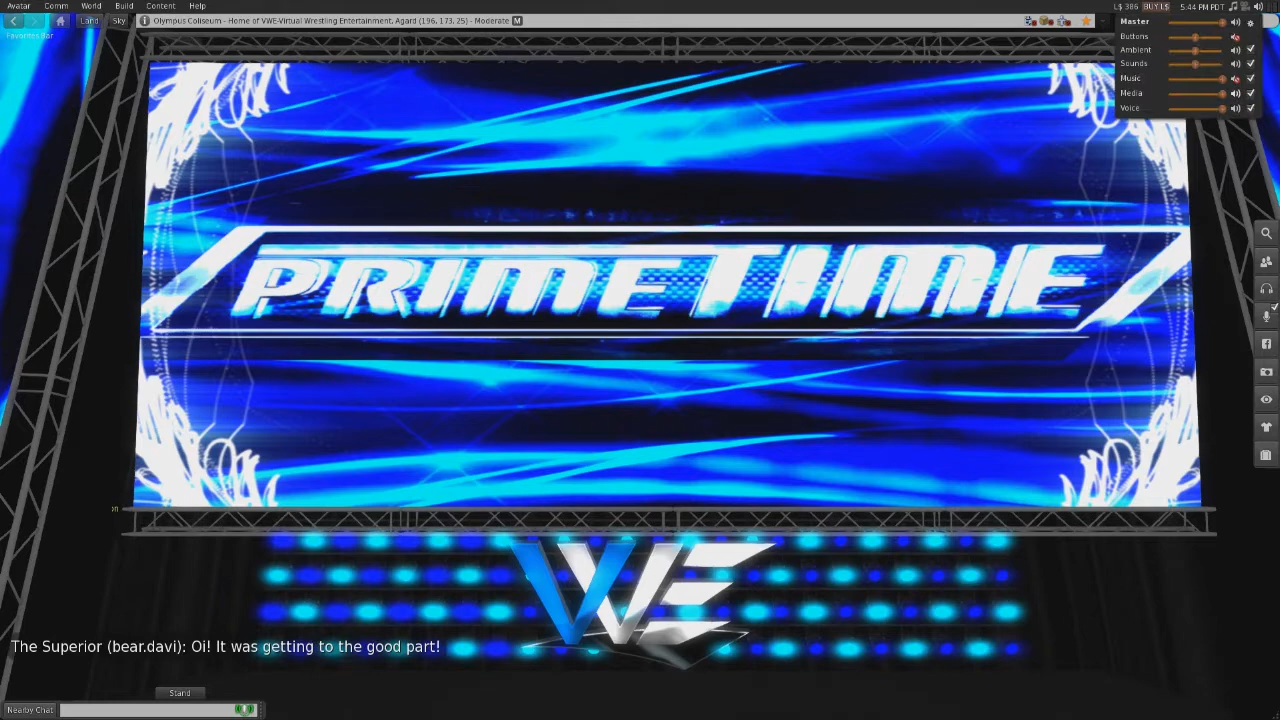 Avatar Comm World Build Content Help
L$ 386 BUY L$ 5:44 PM PDT
Land Sky
Olympus Coliseum - Home of VWE-Virtual Wrestling Entertainment, Agard (196, 173, 25) - Moderate M
Favorites Bar
Master
Buttons
Ambient
Sounds
Music
Media
Voice
PRIMETIME
VWE
The Superior (bear.davi): Oi! It was getting to the good part!
Stand
Nearby Chat